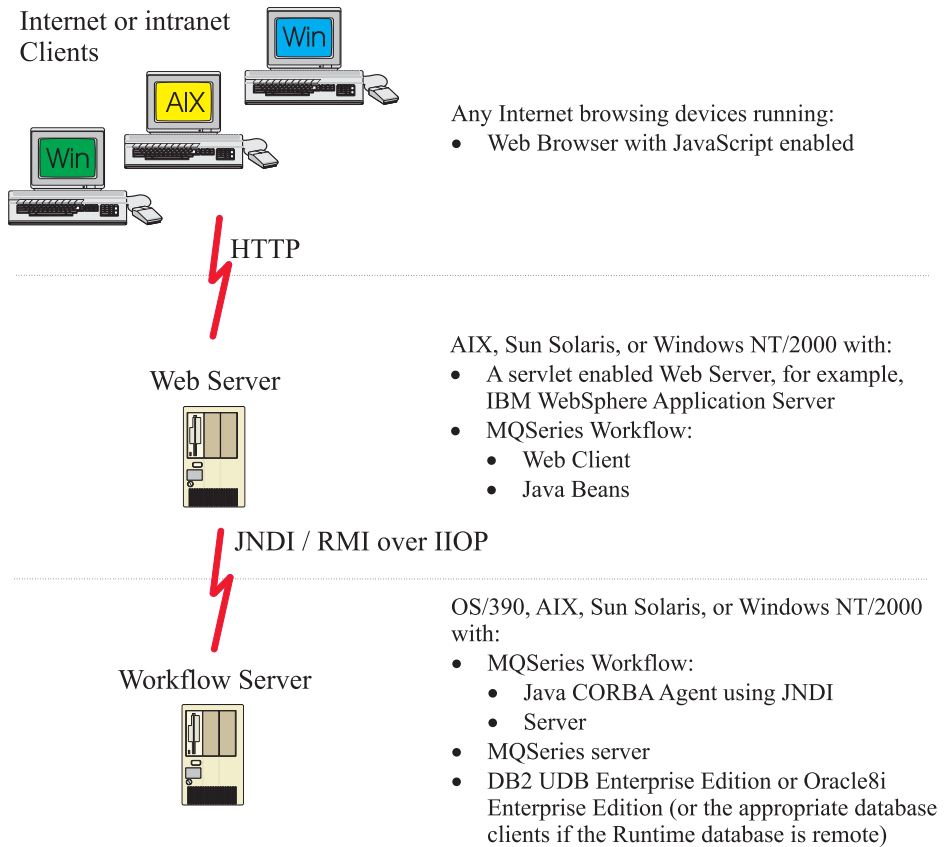 Internet or intranet
Clients
Win
AIX
Win
Any Internet browsing devices running:
• Web Browser with JavaScript enabled
HTTP
Web Server
AIX, Sun Solaris, or Windows NT/2000 with:
• A servlet enabled Web Server, for example,
IBM WebSphere Application Server
• MQSeries Workflow:
• Web Client
• Java Beans
JNDI / RMI over IIOP
Workflow Server
OS/390, AIX, Sun Solaris, or Windows NT/2000
with:
• MQSeries Workflow:
• Java CORBA Agent using JNDI
• Server
• MQSeries server
• DB2 UDB Enterprise Edition or Oracle8i
Enterprise Edition (or the appropriate database
clients if the Runtime database is remote)